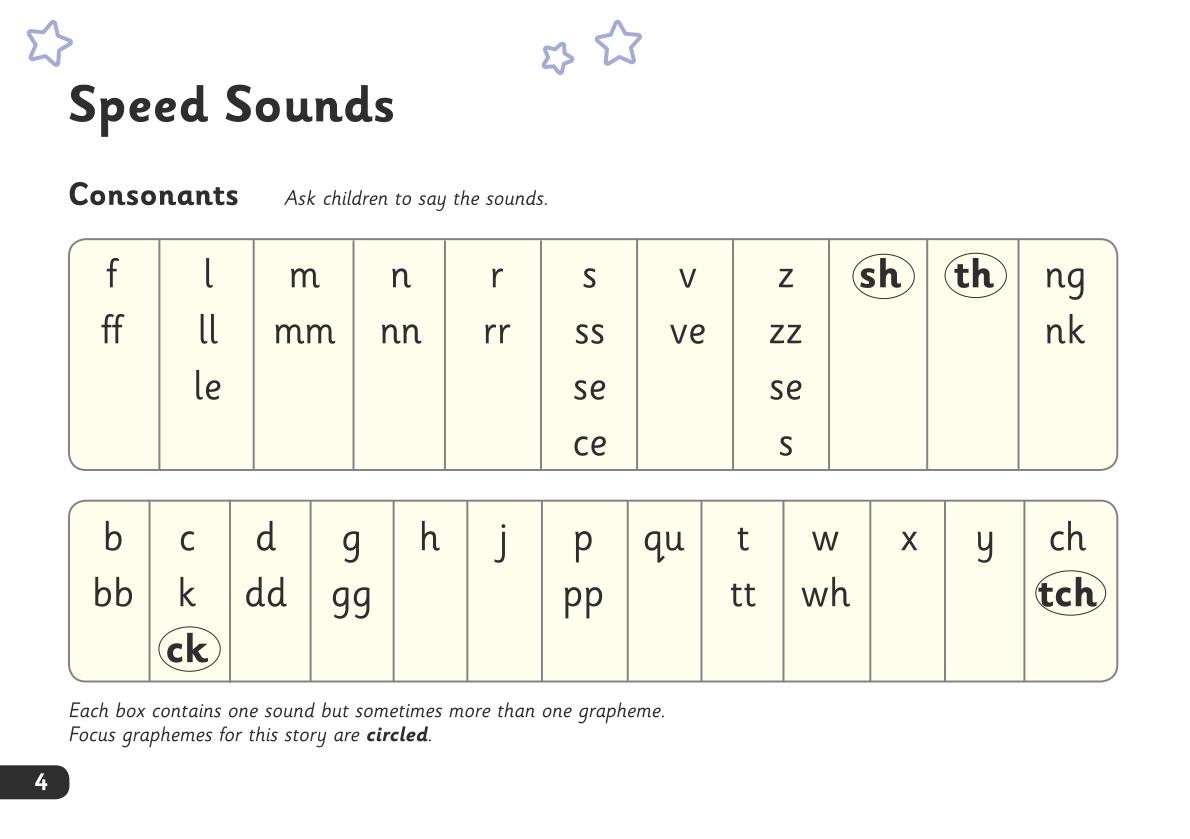 Speed Sounds
Consonants Ask children to say the sounds.
f l m n r s v z sh th ng
ff ll mm nn rr ss ve zz nk
le se se
ce s
b c d g h j p qu t w x y ch
bb k dd gg pp tt wh tch
ck
Each box contains one sound but sometimes more than one grapheme.
Focus graphemes for this story are circled.
4